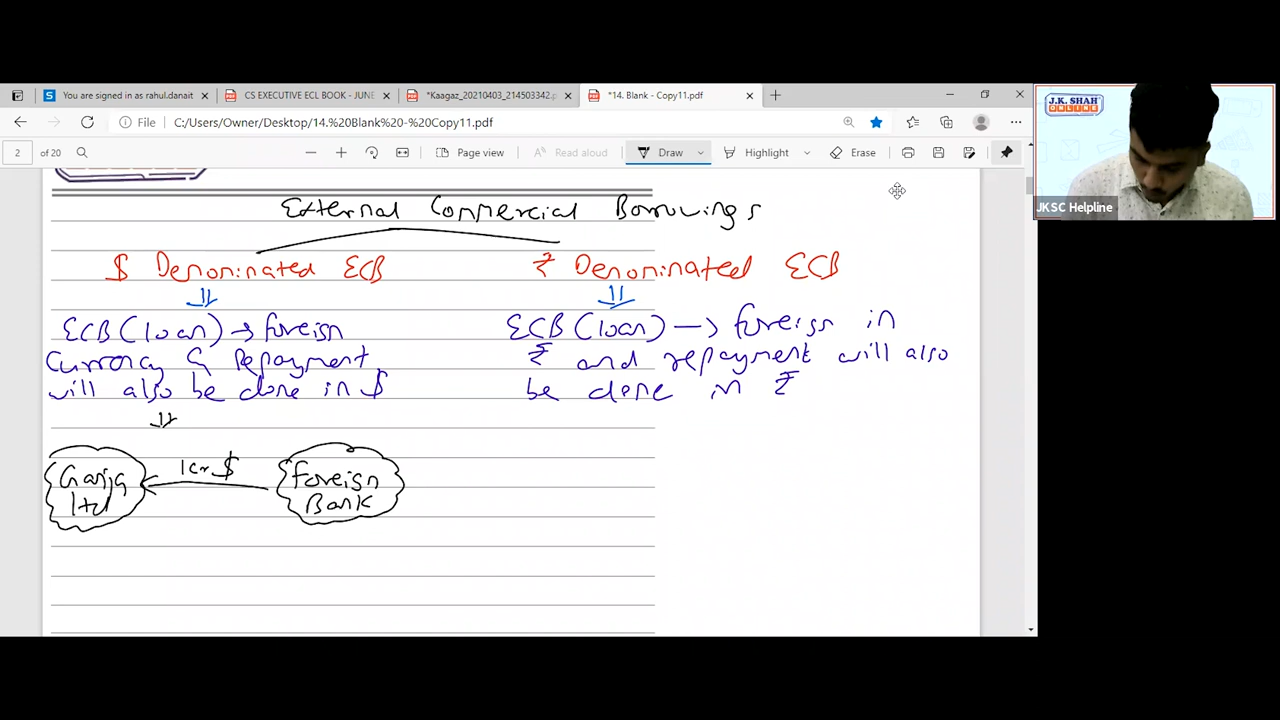 You are signed in as rahul.danait
CS EXECUTIVE ECL BOOK - JUNE
*Kaagaz_20210403_214503342.p
*14. Blank - Copy11.pdf
File C:/Users/Owner/Desktop/14.%20Blank%20-%20Copy11.pdf
2 of 20
Page view
Read aloud
Draw
Highlight
Erase
J.K. SHAH
ONLINE
JKSC Helpline
External Commercial Borrowings
$ Denominated ECB
₹ Denominated ECB
ECB (loan) → foreign
Currency & Repayment
will also be done in $
ECB (loan) → foreign in
₹ and repayment will also
be done in ₹
ltd
1cr $
Foreign
Bank